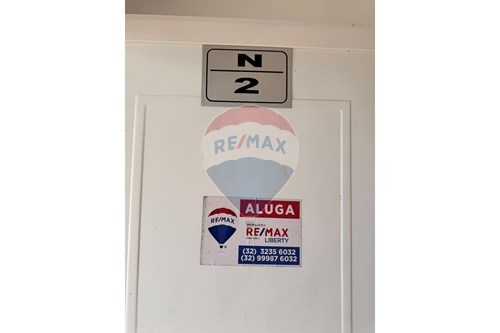 N
2
RE/MAX
ALUGA
RE/MAX
RE/MAX
LIBERTY
(32) 3235 6032
(32) 99987 6032